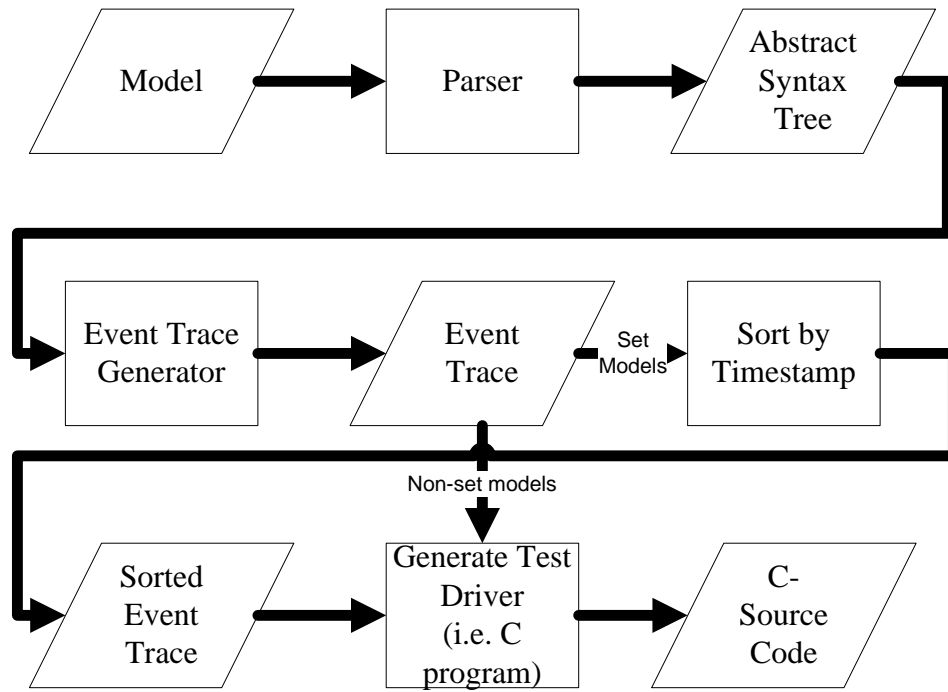 Model
Parser
Abstract
Syntax
Tree
Event Trace
Generator
Event
Trace
Set
Models
Sort by
Timestamp
Non-set models
Sorted
Event
Trace
Generate Test
Driver
(i.e. C
program)
C-
Source
Code